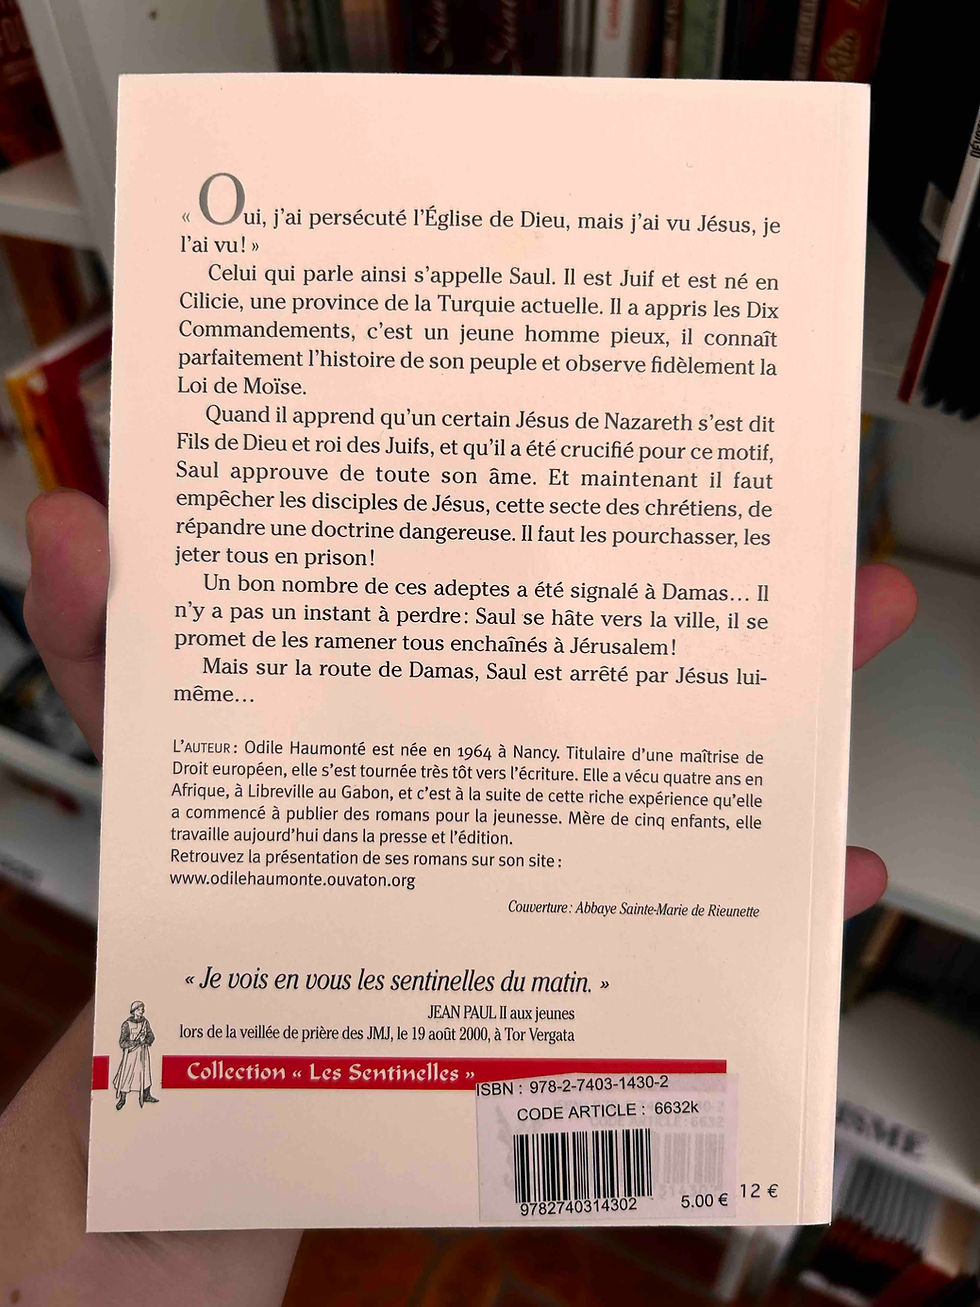 « Oui, j'ai persécuté l'Église de Dieu, mais j'ai vu Jésus, je
l'ai vu! »
Celui qui parle ainsi s'appelle Saul. Il est Juif et est né en
Cilicie, une province de la Turquie actuelle. Il a appris les Dix
Commandements, c'est un jeune homme pieux, il connaît
parfaitement l'histoire de son peuple et observe fidèlement la
Loi de Moïse.
Quand il apprend qu'un certain Jésus de Nazareth s'est dit
Fils de Dieu et roi des Juifs, et qu'il a été crucifié pour ce motif,
Saul approuve de toute son âme. Et maintenant il faut
empêcher les disciples de Jésus, cette secte des chrétiens, de
répandre une doctrine dangereuse. Il faut les pourchasser, les
jeter tous en prison!
Un bon nombre de ces adeptes a été signalé à Damas... Il
n'y a pas un instant à perdre: Saul se hâte vers la ville, il se
promet de les ramener tous enchaînés à Jérusalem!
Mais sur la route de Damas, Saul est arrêté par Jésus lui-
même...
L'AUTEUR: Odile Haumonté est née en 1964 à Nancy. Titulaire d'une maîtrise de
Droit européen, elle s'est tournée très tôt vers l'écriture. Elle a vécu quatre ans en
Afrique, à Libreville au Gabon, et c'est à la suite de cette riche expérience qu'elle
a commencé à publier des romans pour la jeunesse. Mère de cinq enfants, elle
travaille aujourd'hui dans la presse et l'édition.
Retrouvez la présentation de ses romans sur son site:
www.odilehaumonte.ouvaton.org
Couverture: Abbaye Sainte-Marie de Rieunette
« Je vois en vous les sentinelles du matin. »
JEAN PAUL II aux jeunes
lors de la veillée de prière des JMJ, le 19 août 2000, à Tor Vergata
Collection « Les Sentinelles »
ISBN : 978-2-7403-1430-2
CODE ARTICLE : 6632k
9782740314302
5.00 €
12 €